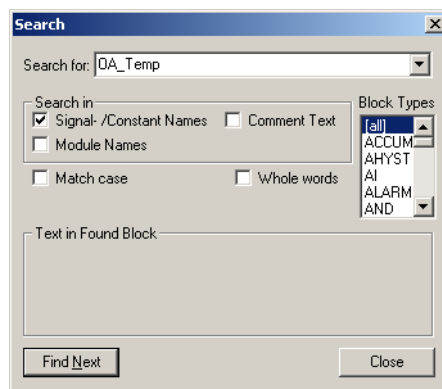 Search
Search for: OA_Temp
Search in
Block Types
Signal- /Constant Names
Comment Text
[all]
Module Names
ACCUM
AHYST
Match case
Whole words
AI
ALARM
AND
Text in Found Block
Find Next
Close